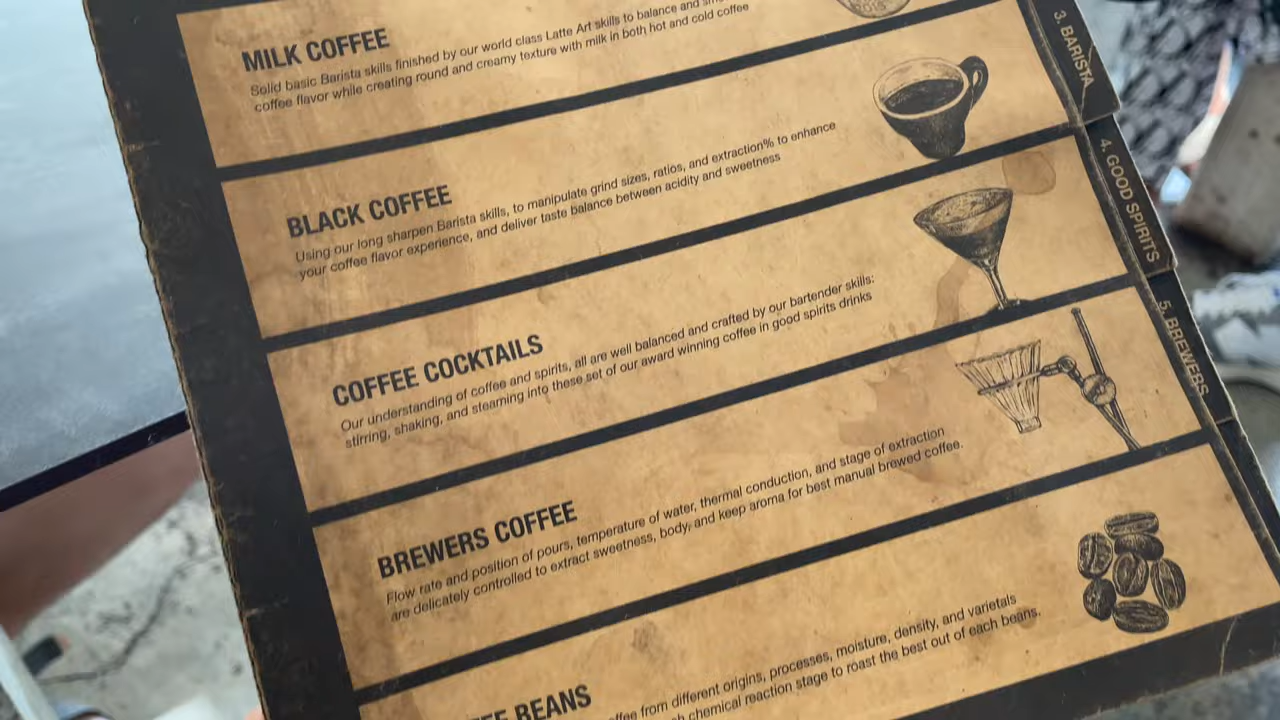 MILK COFFEE
Solid basic Barista skills finished by our world class Latte Art skills to balance and
coffee flavor while creating round and creamy texture with milk in both hot and cold coffee
BLACK COFFEE
Using our long sharpen Barista skills, to manipulate grind sizes, ratios, and extraction% to enhance
your coffee flavor experience, and deliver taste balance between acidity and sweetness
COFFEE COCKTAILS
Our understanding of coffee and spirits, all are well balanced and crafted by our bartender skills:
stirring, shaking, and steaming into these set of our award winning coffee in good spirits drinks
BREWERS COFFEE
Flow rate and position of pours, temperature of water, thermal conduction, and stage of extraction
are delicately controlled to extract sweetness, body, and keep aroma for best manual brewed coffee.
BEANS
from different origins, processes, moisture, density, and varietals
chemical reaction stage to roast the best out of each beans.
3. BARISTA
4. GOOD SPIRITS
5. BREWERS